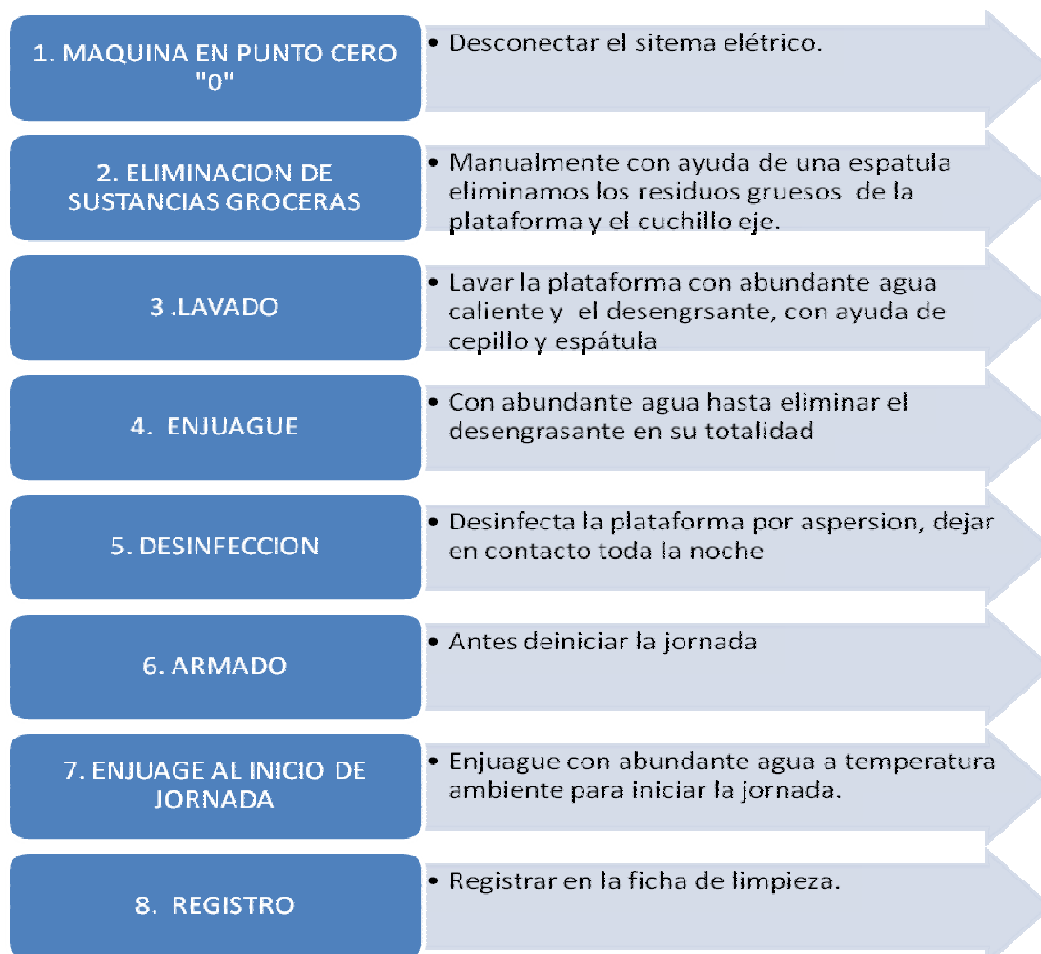 1. MAQUINA EN PUNTO CERO
"0"
• Desconectar el sitema elétrico.
2. ELIMINACION DE
SUSTANCIAS GROCERAS
• Manualmente con ayuda de una espatula
eliminamos los residuos gruesos de la
plataforma y el cuchillo eje.
3 .LAVADO
• Lavar la plataforma con abundante agua
caliente y el desengrsante, con ayuda de
cepillo y espátula
4. ENJUAGUE
• Con abundante agua hasta eliminar el
desengrasante en su totalidad
5. DESINFECCION
• Desinfecta la plataforma por aspersion, dejar
en contacto toda la noche
6. ARMADO
• Antes deiniciar la jornada
7. ENJUAGE AL INICIO DE
JORNADA
• Enjuague con abundante agua a temperatura
ambiente para iniciar la jornada.
8. REGISTRO
• Registrar en la ficha de limpieza.